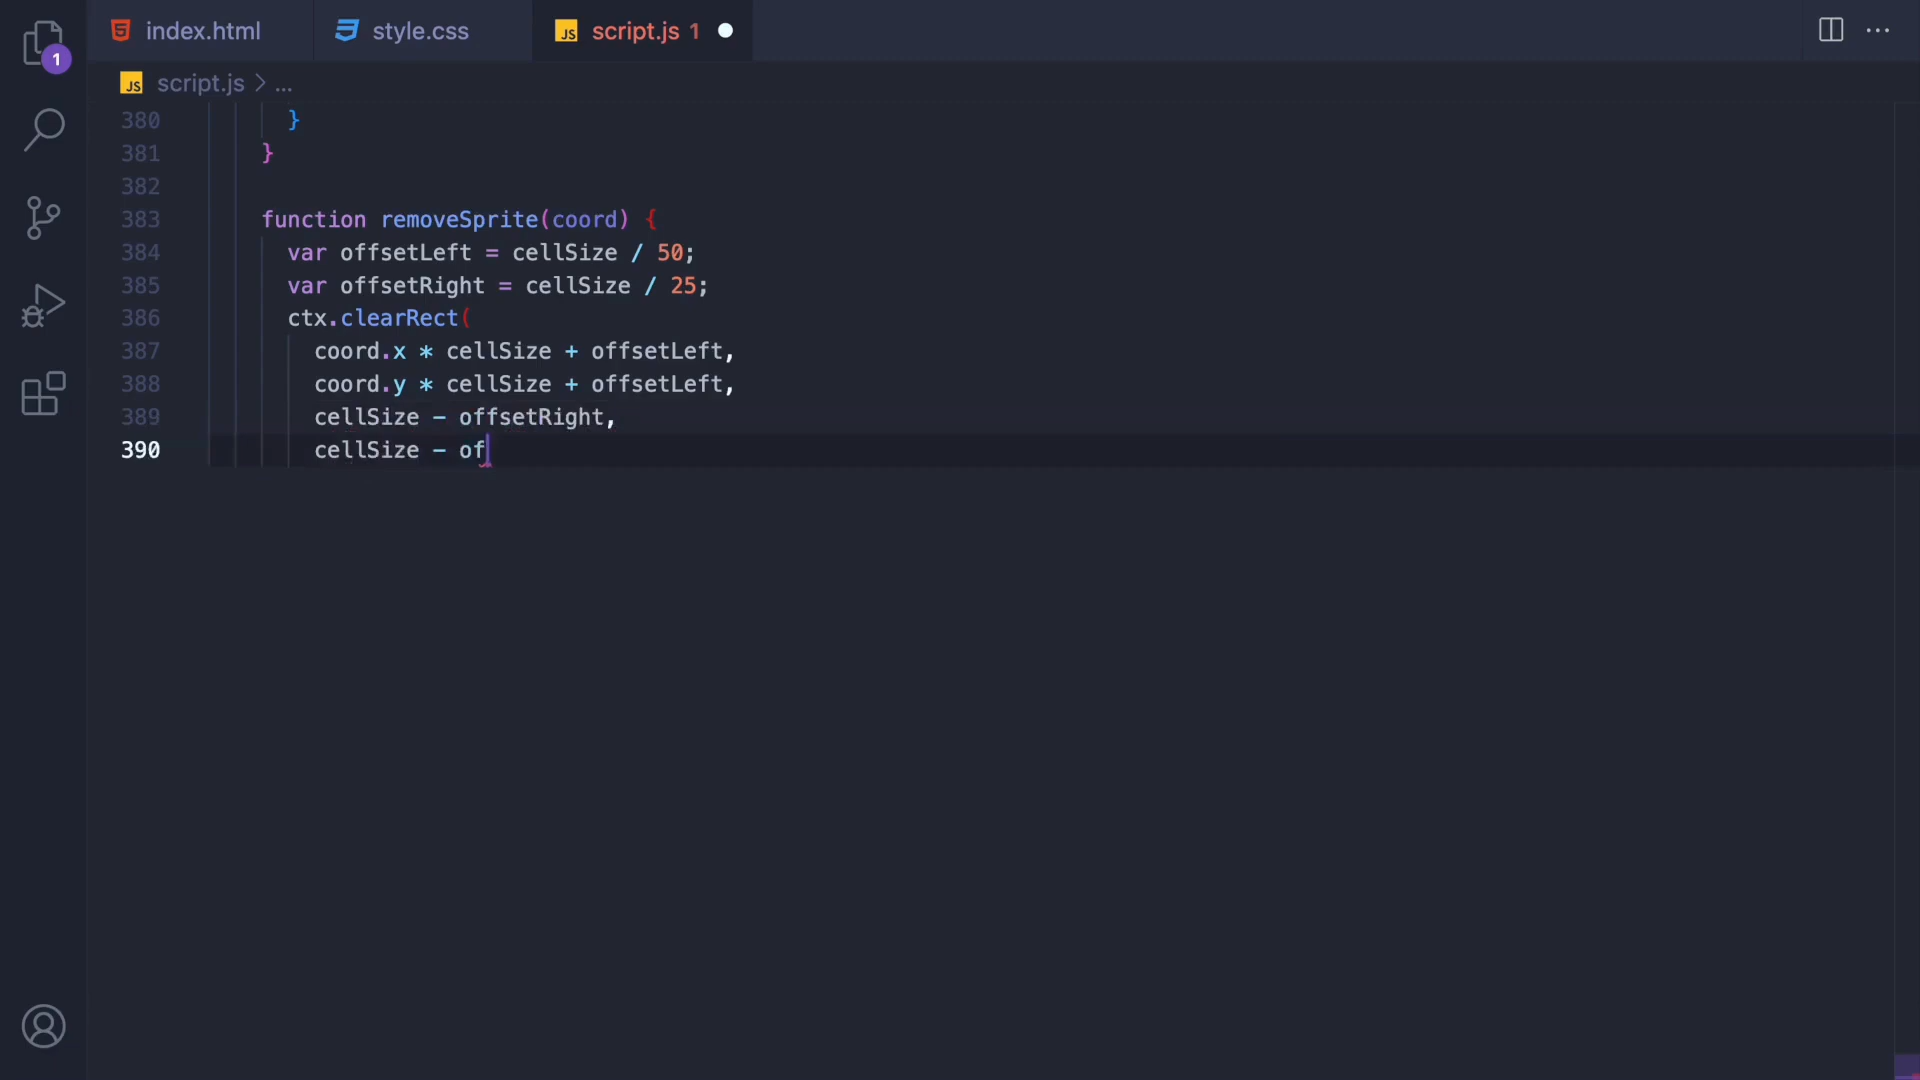 1
index.html
style.css
JS script.js 1
JS script.js > ...
380 }
381 }
382
383 function removeSprite(coord) {
384 var offsetLeft = cellSize / 50;
385 var offsetRight = cellSize / 25;
386 ctx.clearRect(
387 coord.x * cellSize + offsetLeft,
388 coord.y * cellSize + offsetLeft,
389 cellSize - offsetRight,
390 cellSize - of